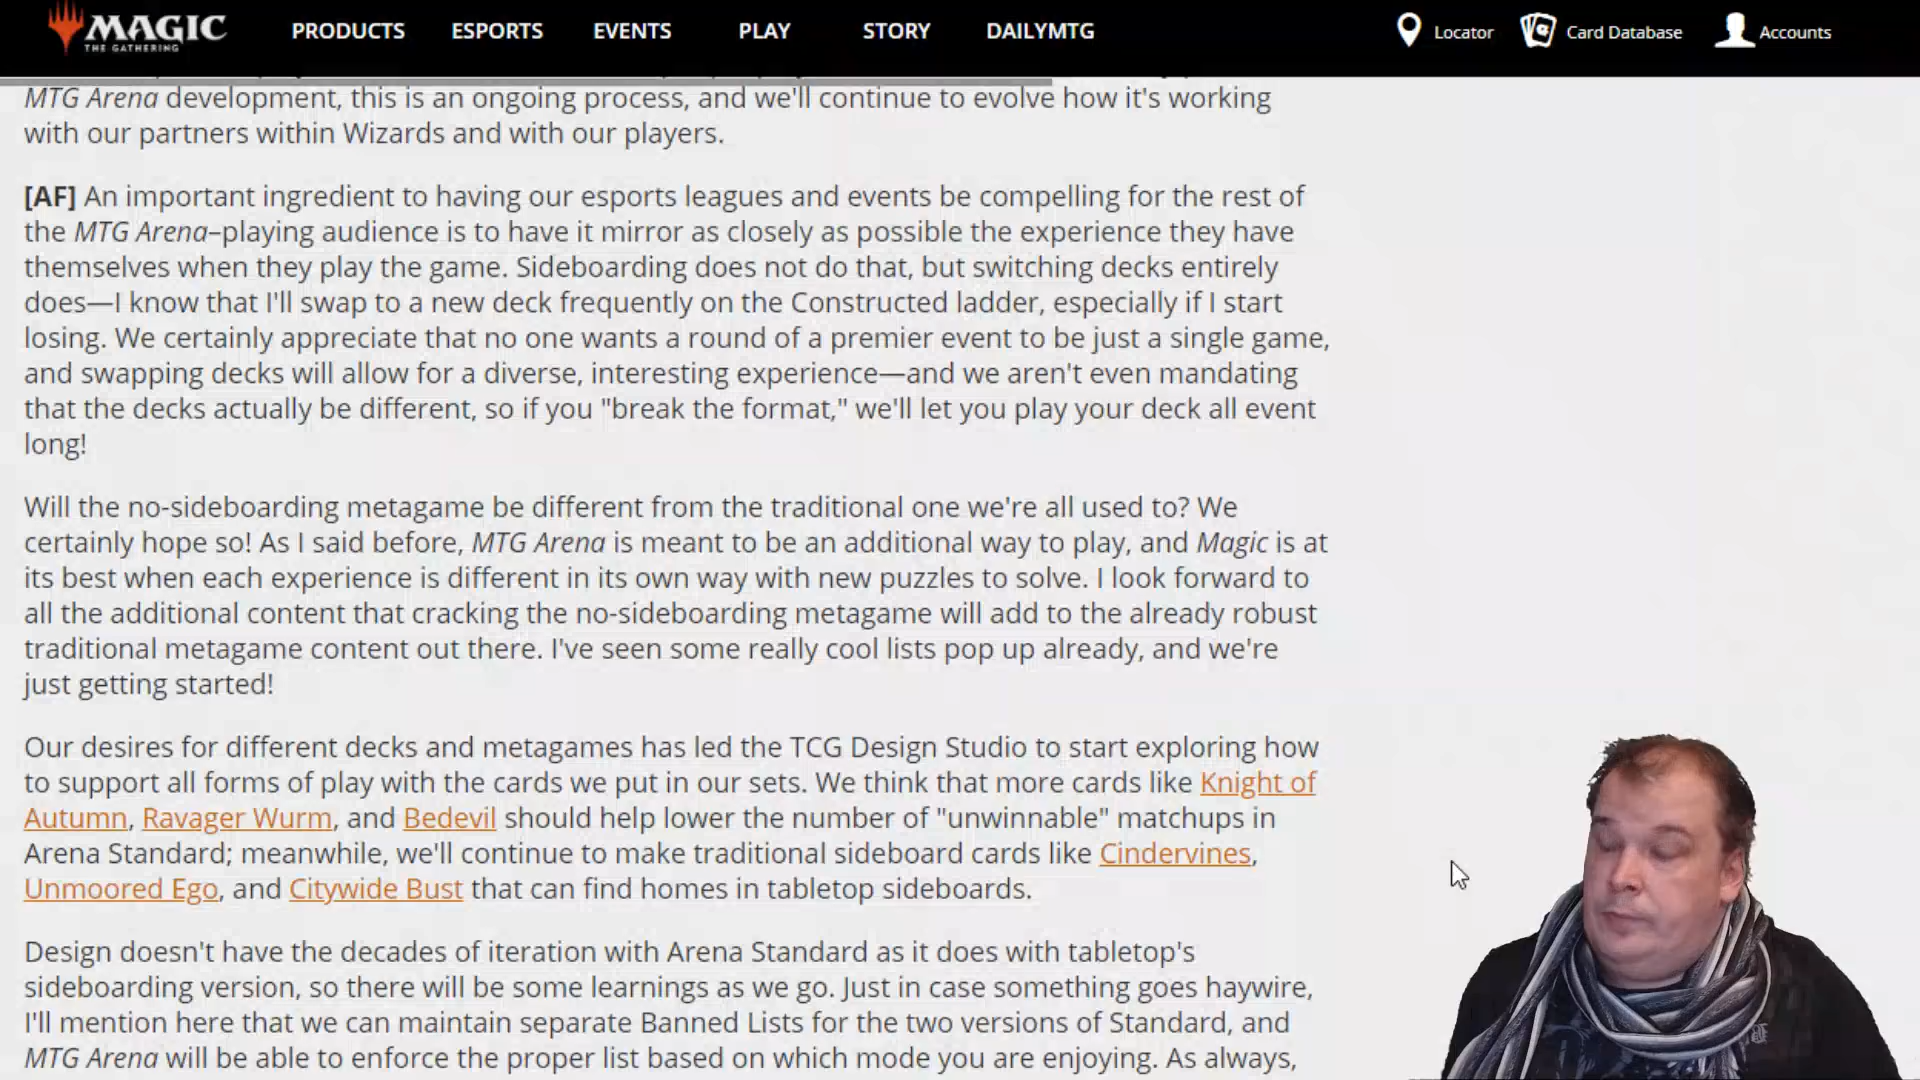 MAGIC
THE GATHERING
PRODUCTS ESPORTS EVENTS PLAY STORY DAILYMTG
Locator Card Database Accounts
MTG Arena development, this is an ongoing process, and we'll continue to evolve how it's working
with our partners within Wizards and with our players.
[AF] An important ingredient to having our esports leagues and events be compelling for the rest of
the MTG Arena–playing audience is to have it mirror as closely as possible the experience they have
themselves when they play the game. Sideboarding does not do that, but switching decks entirely
does—I know that I'll swap to a new deck frequently on the Constructed ladder, especially if I start
losing. We certainly appreciate that no one wants a round of a premier event to be just a single game,
and swapping decks will allow for a diverse, interesting experience—and we aren't even mandating
that the decks actually be different, so if you "break the format," we'll let you play your deck all event
long!
Will the no-sideboarding metagame be different from the traditional one we're all used to? We
certainly hope so! As I said before, MTG Arena is meant to be an additional way to play, and Magic is at
its best when each experience is different in its own way with new puzzles to solve. I look forward to
all the additional content that cracking the no-sideboarding metagame will add to the already robust
traditional metagame content out there. I've seen some really cool lists pop up already, and we're
just getting started!
Our desires for different decks and metagames has led the TCG Design Studio to start exploring how
to support all forms of play with the cards we put in our sets. We think that more cards like Knight of
Autumn, Ravager Wurm, and Bedevil should help lower the number of "unwinnable" matchups in
Arena Standard; meanwhile, we'll continue to make traditional sideboard cards like Cindervines,
Unmoored Ego, and Citywide Bust that can find homes in tabletop sideboards.
Design doesn't have the decades of iteration with Arena Standard as it does with tabletop's
sideboarding version, so there will be some learnings as we go. Just in case something goes haywire,
I'll mention here that we can maintain separate Banned Lists for the two versions of Standard, and
MTG Arena will be able to enforce the proper list based on which mode you are enjoying. As always,